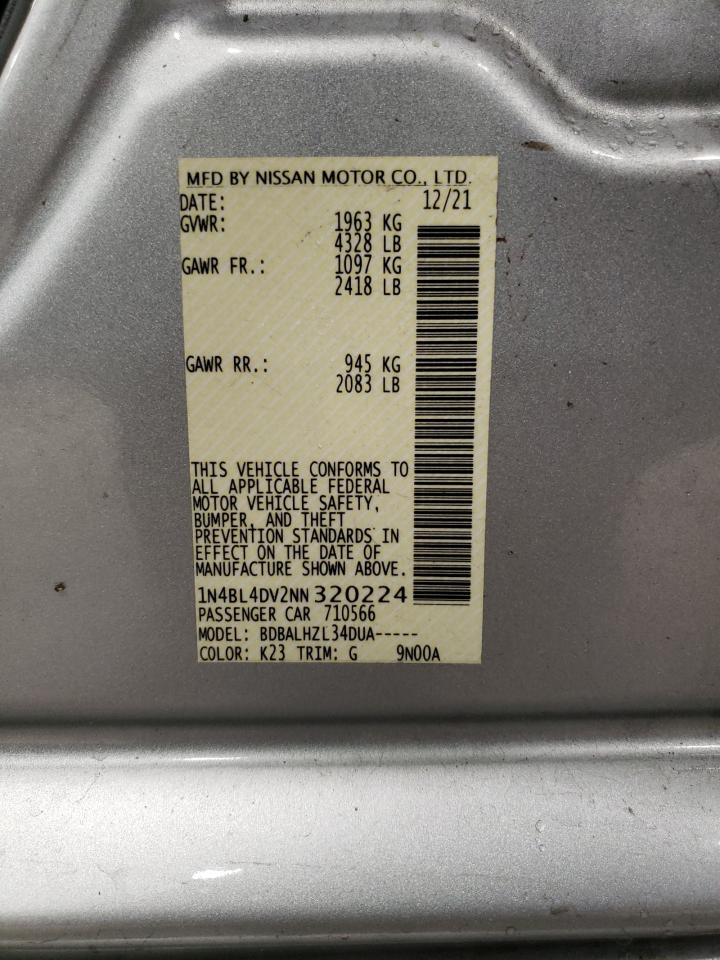 MFD BY NISSAN MOTOR CO., LTD.
DATE: 12/21
GVWR: 1963 KG
4328 LB
GAWR FR.: 1097 KG
2418 LB
GAWR RR.: 945 KG
2083 LB
THIS VEHICLE CONFORMS TO
ALL APPLICABLE FEDERAL
MOTOR VEHICLE SAFETY,
BUMPER, AND THEFT
PREVENTION STANDARDS IN
EFFECT ON THE DATE OF
MANUFACTURE SHOWN ABOVE.
1N4BL4DV2NN320224
PASSENGER CAR 710566
MODEL: BDBALHZL34DUA-----
COLOR: K23 TRIM: G 9N00A